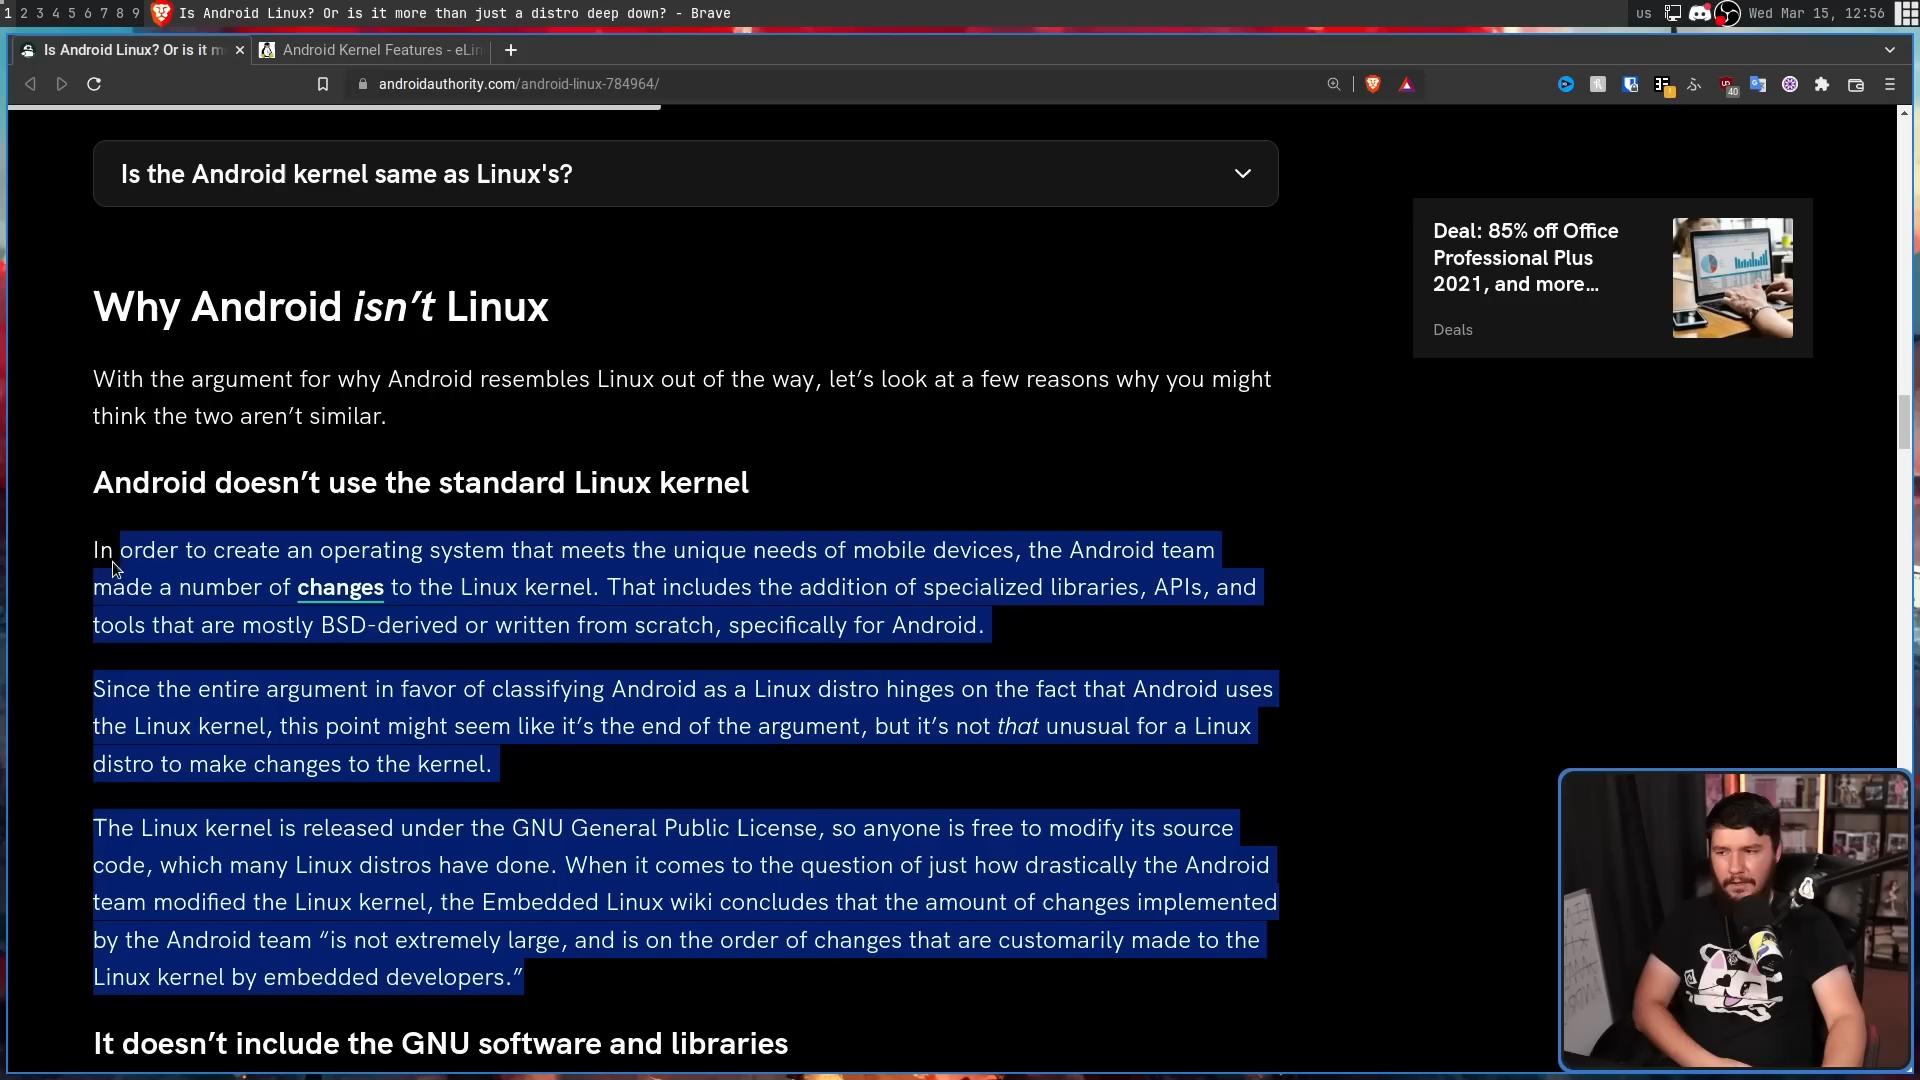 1 2 3 4 5 6 7 8 9 Is Android Linux? Or is it more than just a distro deep down? - Brave
us Wed Mar 15, 12:56
Is Android Linux? Or is it m
Android Kernel Features - eLin
androidauthority.com/android-linux-784964/
40
Is the Android kernel same as Linux's?
Deal: 85% off Office
Professional Plus
2021, and more...
Deals
Why Android isn’t Linux
With the argument for why Android resembles Linux out of the way, let’s look at a few reasons why you might
think the two aren’t similar.
Android doesn’t use the standard Linux kernel
In order to create an operating system that meets the unique needs of mobile devices, the Android team
made a number of changes to the Linux kernel. That includes the addition of specialized libraries, APIs, and
tools that are mostly BSD-derived or written from scratch, specifically for Android.
Since the entire argument in favor of classifying Android as a Linux distro hinges on the fact that Android uses
the Linux kernel, this point might seem like it’s the end of the argument, but it’s not that unusual for a Linux
distro to make changes to the kernel.
The Linux kernel is released under the GNU General Public License, so anyone is free to modify its source
code, which many Linux distros have done. When it comes to the question of just how drastically the Android
team modified the Linux kernel, the Embedded Linux wiki concludes that the amount of changes implemented
by the Android team “is not extremely large, and is on the order of changes that are customarily made to the
Linux kernel by embedded developers.”
It doesn’t include the GNU software and libraries